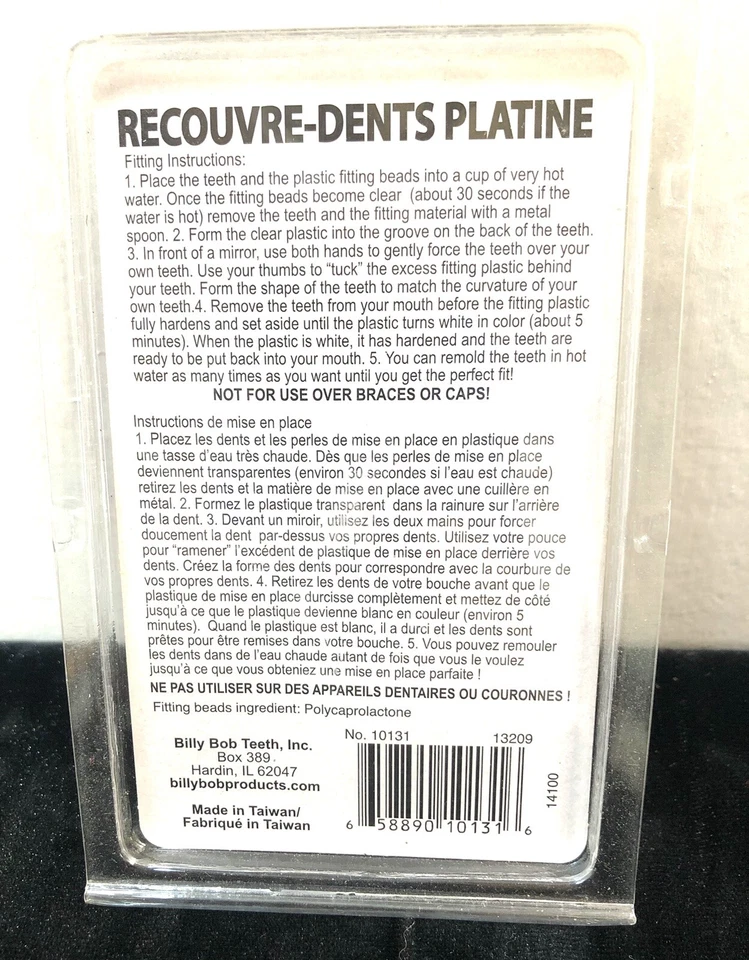 RECOUVRE-DENTS PLATINE
Fitting Instructions:
1. Place the teeth and the plastic fitting beads into a cup of very hot
water. Once the fitting beads become clear (about 30 seconds if the
water is hot) remove the teeth and the fitting material with a metal
spoon. 2. Form the clear plastic into the groove on the back of the teeth.
3. In front of a mirror, use both hands to gently force the teeth over your
own teeth. Use your thumbs to “tuck” the excess fitting plastic behind
your teeth. Form the shape of the teeth to match the curvature of your
own teeth.4. Remove the teeth from your mouth before the fitting plastic
fully hardens and set aside until the plastic turns white in color (about 5
minutes). When the plastic is white, it has hardened and the teeth are
ready to be put back into your mouth. 5. You can remold the teeth in hot
water as many times as you want until you get the perfect fit!
NOT FOR USE OVER BRACES OR CAPS!
Instructions de mise en place
1. Placez les dents et les perles de mise en place en plastique dans
une tasse d’eau très chaude. Dès que les perles de mise en place
deviennent transparentes (environ 30 secondes si l’eau est chaude)
retirez les dents et la matière de mise en place avec une cuillère en
métal. 2. Formez le plastique transparent dans la rainure sur l’arrière
de la dent. 3. Devant un miroir, utilisez les deux mains pour forcer
doucement la dent par-dessus vos propres dents. Utilisez votre pouce
pour “ramener” l’excédent de plastique de mise en place derrière vos
dents. Créez la forme des dents pour correspondre avec la courbure de
vos propres dents. 4. Retirez les dents de votre bouche avant que le
plastique de mise en place durcisse complètement et mettez de côté
jusqu’à ce que le plastique devienne blanc en couleur (environ 5
minutes). Quand le plastique est blanc, il a durci et les dents sont
prêtes pour être remises dans votre bouche. 5. Vous pouvez remouler
les dents dans de l’eau chaude autant de fois que vous le voulez
jusqu’à ce que vous obteniez une mise en place parfaite !
NE PAS UTILISER SUR DES APPAREILS DENTAIRES OU COURONNES !
Fitting beads ingredient: Polycaprolactone
Billy Bob Teeth, Inc.
Box 389
Hardin, IL 62047
billybobproducts.com
Made in Taiwan/
Fabriqué in Taiwan
No. 10131 13209
14100
6 58890 10131 6